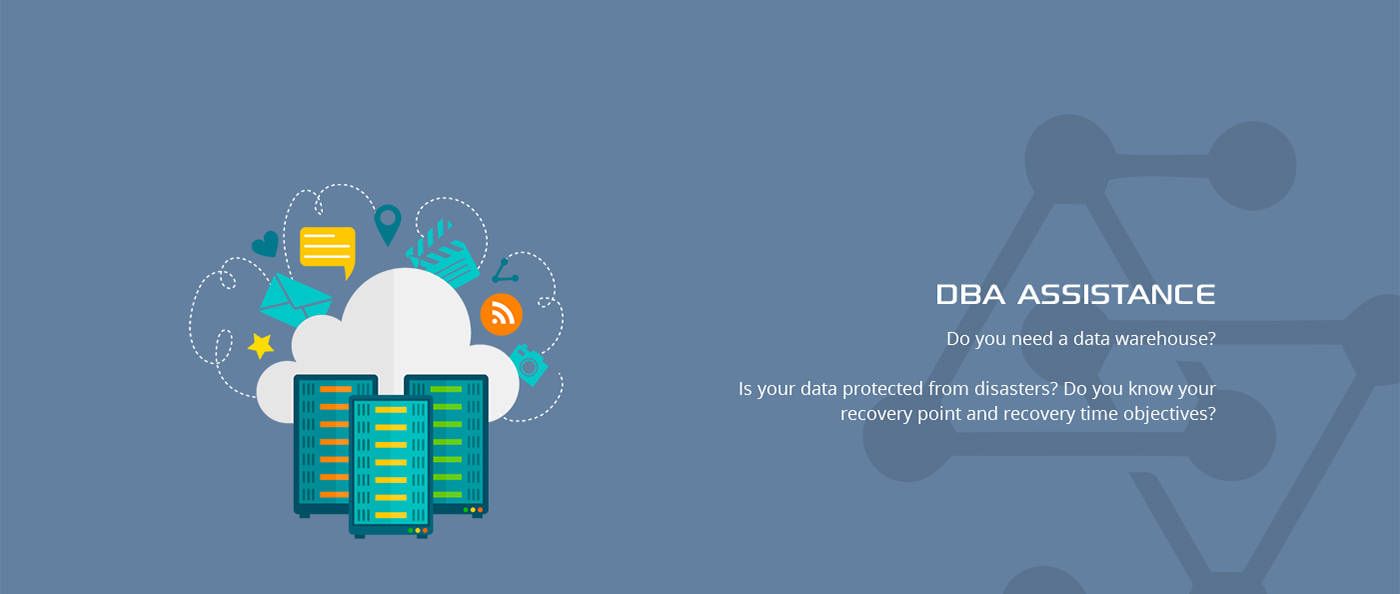 DBA ASSISTANCE
Do you need a data warehouse?
Is your data protected from disasters? Do you know your
recovery point and recovery time objectives?